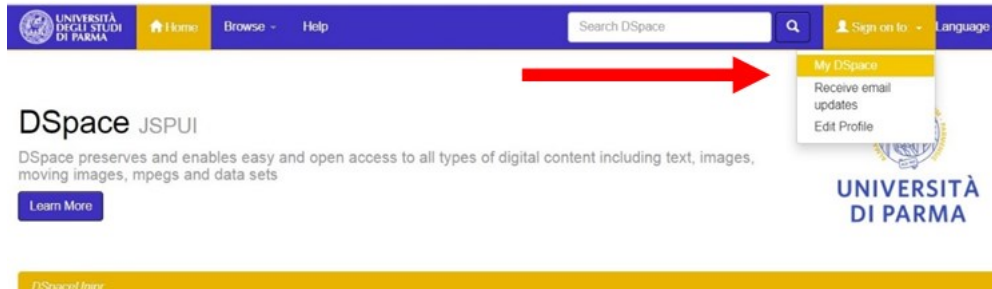 UNIVERSITÀ
DEGLI STUDI
DI PARMA
Home
Browse
Help
Search DSpace
Sign on to:
Language
My DSpace
Receive email
updates
Edit Profile
DSpace JSPUI
DSpace preserves and enables easy and open access to all types of digital content including text, images,
moving images, mpegs and data sets
Learn More
UNIVERSITÀ
DI PARMA
DSpaceUnipr